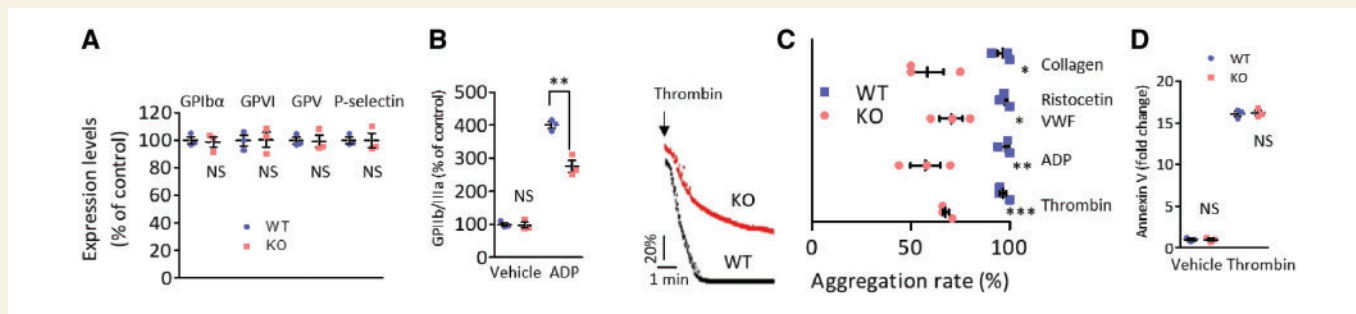 A
GPIbα GPVI GPV P-selectin
Expression levels
(% of control)
120
100
80
60
40
20
0
NS NS NS NS
WT
KO
B
GPIIb/IIIa (% of control)
500
400
300
200
100
0
**
NS
Vehicle ADP
Thrombin
KO
WT
20%
1 min
C
WT
KO
* Collagen
Ristocetin
* VWF
ADP
**
Thrombin
***
0 50 100
Aggregation rate (%)
D
WT
KO
Annexin V (fold change)
20
15
10
5
0
NS
NS
Vehicle Thrombin